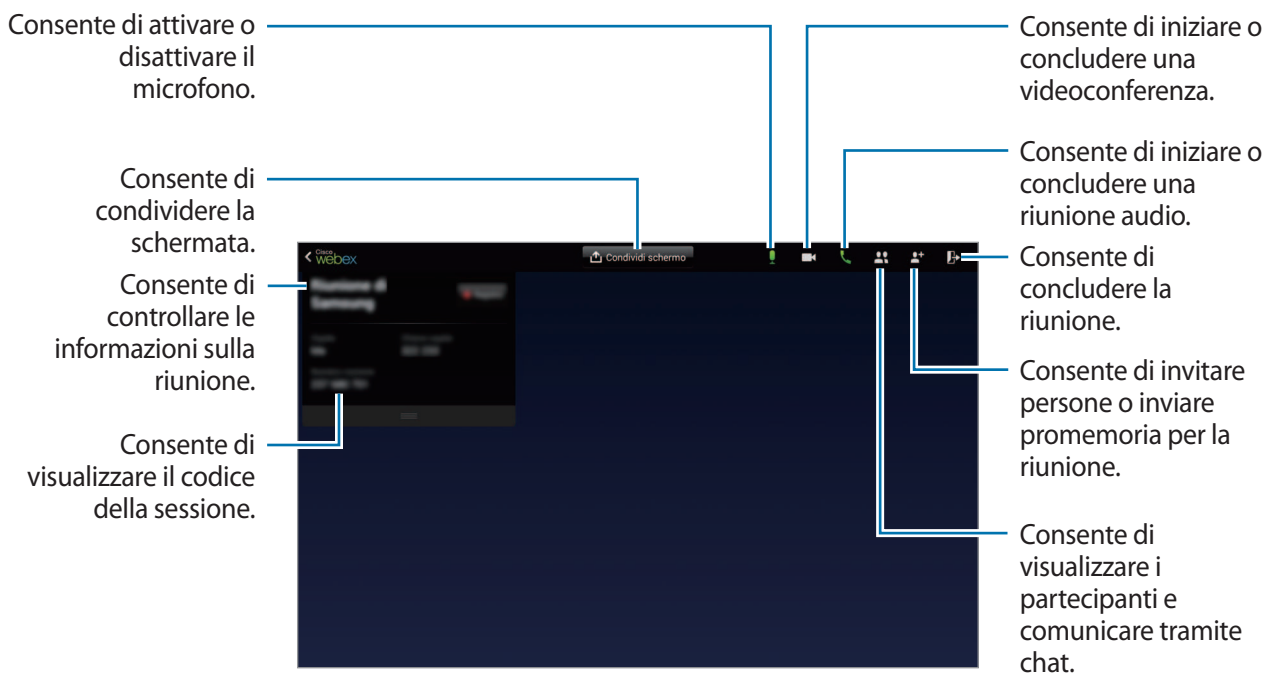 Consente di attivare o
disattivare il
microfono.
Consente di
condividere la
schermata.
Consente di
controllare le
informazioni sulla
riunione.
Consente di
visualizzare il codice
della sessione.
Cisco
webex
Condividi schermo
Riunione di
Samsung
Consente di iniziare o
concludere una
videoconferenza.
Consente di iniziare o
concludere una
riunione audio.
Consente di
concludere la
riunione.
Consente di invitare
persone o inviare
promemoria per la
riunione.
Consente di
visualizzare i
partecipanti e
comunicare tramite
chat.